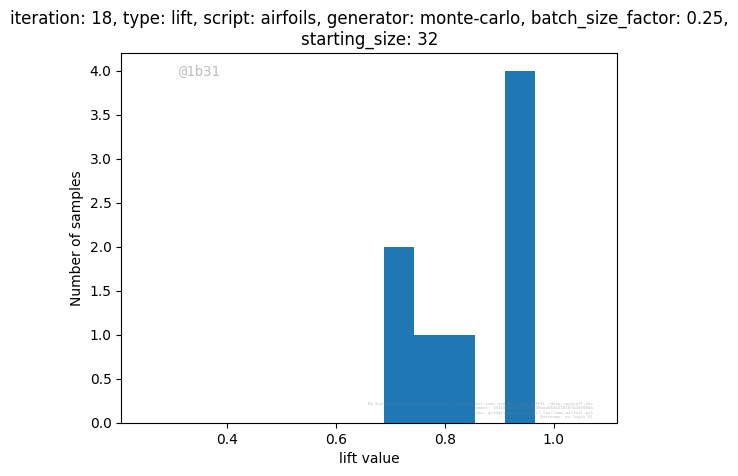 iteration: 18, type: lift, script: airfoils, generator: monte-carlo, batch_size_factor: 0.25,
starting_size: 32
@1b31
4.0
3.5
3.0
2.5
2.0
1.5
1.0
0.5
0.0
Number of samples
0.4 0.6 0.8 1.0
lift value